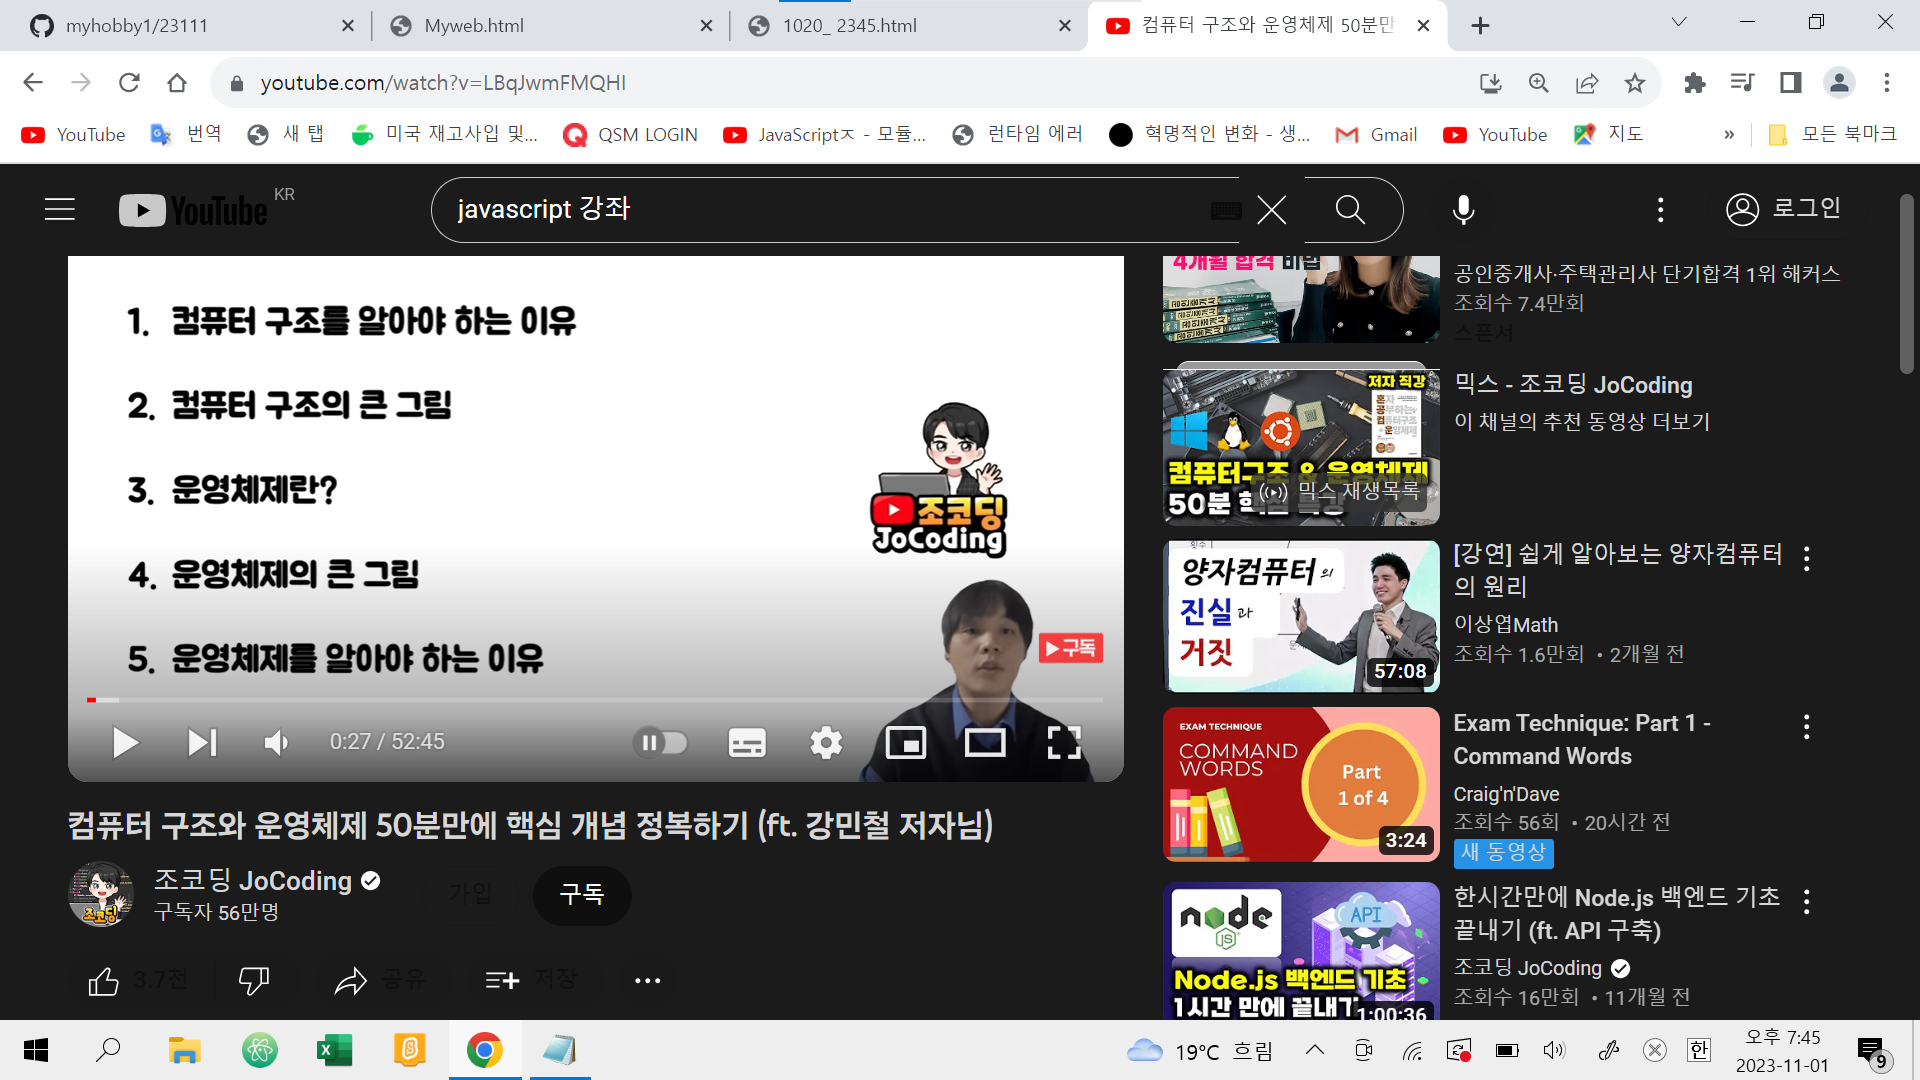 myhobby1/23111
Myweb.html
1020_ 2345.html
컴퓨터 구조와 운영체제 50분만
youtube.com/watch?v=LBqJwmFMQHI
YouTube
번역
새 탭
미국 재고사입 및...
QSM LOGIN
JavaScriptㅈ - 모듈...
런타임 에러
혁명적인 변화 - 생...
Gmail
YouTube
지도
»
모든 북마크
YouTube KR
javascript 강좌
로그인
1. 컴퓨터 구조를 알아야 하는 이유
2. 컴퓨터 구조의 큰 그림
3. 운영체제란?
4. 운영체제의 큰 그림
5. 운영체제를 알아야 하는 이유
조코딩
JoCoding
구독
0:27 / 52:45
컴퓨터 구조와 운영체제 50분만에 핵심 개념 정복하기 (ft. 강민철 저자님)
조코딩 JoCoding
구독자 56만명
가입
구독
3.7천
공유
저장
4개월 합격 비법
공인중개사·주택관리사 단기합격 1위 해커스
조회수 7.4만회
스폰서
저자 직강
컴퓨터구조 & 운영체제
50분 핵심 특강
믹스 재생목록
믹스 - 조코딩 JoCoding
이 채널의 추천 동영상 더보기
양자컴퓨터의
진실과
거짓
57:08
[강연] 쉽게 알아보는 양자컴퓨터
의 원리
이상엽Math
조회수 1.6만회 • 2개월 전
EXAM TECHNIQUE
COMMAND
WORDS
Part
1 of 4
3:24
Exam Technique: Part 1 -
Command Words
Craig'n'Dave
조회수 56회 • 20시간 전
새 동영상
node
JS
API
Node.js 백엔드 기초
1시간 만에 끝내기
1:00:36
한시간만에 Node.js 백엔드 기초
끝내기 (ft. API 구축)
조코딩 JoCoding
조회수 16만회 • 11개월 전
19°C 흐림
한
오후 7:45
2023-11-01
9